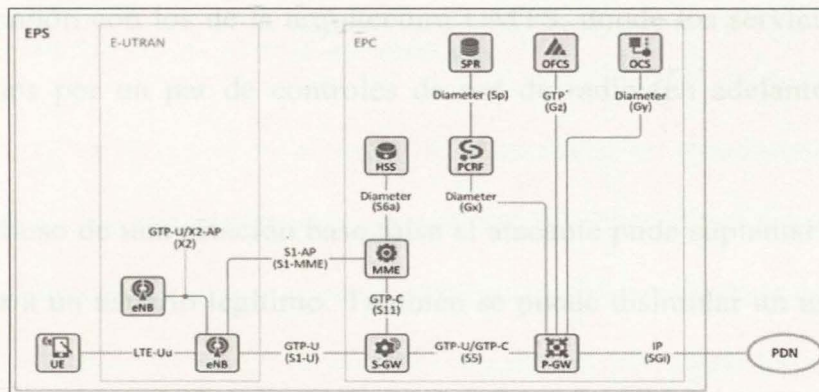 EPS
E-UTRAN
EPC
SPR
OFCS
OCS
Diameter (Sp)
GTP
(Gz)
Diameter
(Gy)
HSS
PCRF
Diameter
(S6a)
Diameter
(Gx)
GTP-U/X2-AP
(X2)
S1-AP
(S1-MME)
MME
eNB
GTP-C
(S11)
UE
LTE-Uu
eNB
GTP-U
(S1-U)
S-GW
GTP-U/GTP-C
(S5)
P-GW
IP
(SGi)
PDN